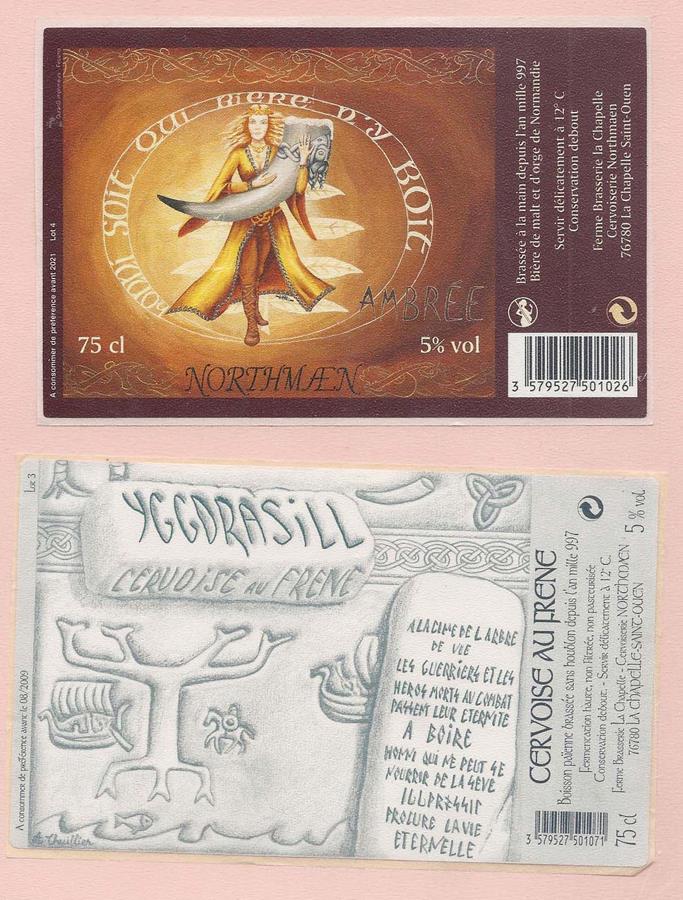 A consommer de préférence avant 2021 Lot 4
ODDI SOIT QUI BIERE N'Y BOIT
AMBRÉE
75 cl
5% vol
NORTHMÆN
Brassée à la main depuis l'an mille 997
Bière de malt et d'orge de Normandie
Servir délicatement à 12° C
Conservation debout
Ferme Brasserie la Chapelle
Cervoiserie Northmaen
76780 La Chapelle Saint-Ouen
3 579527 501026
Lot 3
A consommer de préférence avant le 08/2009
YGGDRASILL
CERVOISE AU FRENE
A LA CIME DE L ARBRE
DE VIE
LES GUERRIERS ET LES
HEROS MORTS AU COMBAT
PASSENT LEUR ETERNITE
A BOIRE
HOMNI QUI NE PEUT SE
NOURRIR DE LA SEVE
PROCURE LA VIE
ETERNELLE
CERVOISE AU FRENE
Boisson païenne brassée sans houblon depuis l'an mille 997
Fermentation haute, non filtrée, non pasteurisée
Conservation debout. - Servir délicatement à 12° C.
Ferme Brasserie La Chapelle - Cervoiserie NORTHMÆN
76780 LA CHAPELLE-SAINT-OUEN
5 % vol
3 579527 501071
75 cl